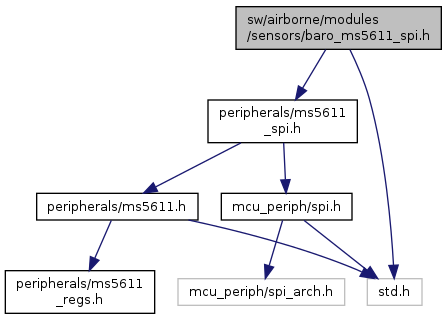 sw/airborne/modules
/sensors/baro_ms5611_spi.h
peripherals/ms5611
_spi.h
peripherals/ms5611.h
mcu_periph/spi.h
peripherals/ms5611
_regs.h
mcu_periph/spi_arch.h
std.h